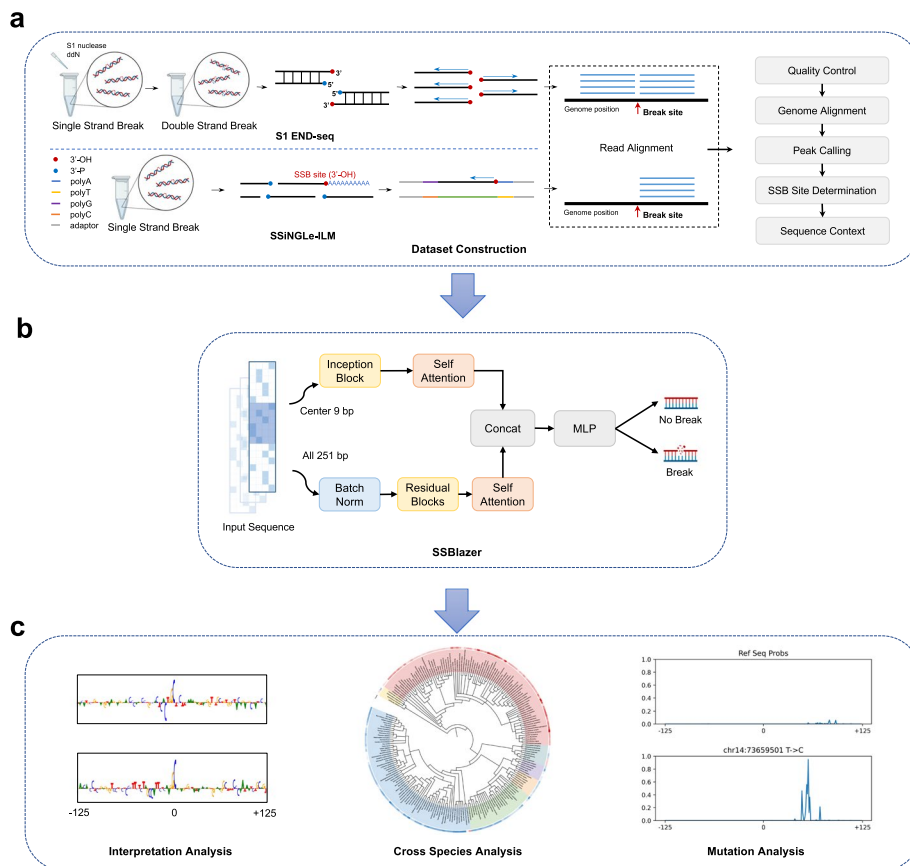 a
S1 nuclease
ddN
Single Strand Break
Double Strand Break
3'
5'
5'
3'
S1 END-seq
Genome position
Break site
Read Alignment
Genome position
Break site
Quality Control
Genome Alignment
Peak Calling
SSB Site Determination
Sequence Context
3'-OH
3'-P
polyA
polyT
polyG
polyC
adaptor
Single Strand Break
SSB site (3'-OH)
AAAAAAAAAA
SSiNGLe-ILM
Dataset Construction
b
Input Sequence
Center 9 bp
All 251 bp
Inception
Block
Self
Attention
Batch
Norm
Residual
Blocks
Self
Attention
Concat
MLP
No Break
Break
SSBlazer
c
-125
0
+125
Interpretation Analysis
Cross Species Analysis
Ref Seq Probs
1.0
0.8
0.6
0.4
0.2
0.0
-125
0
+125
chr14:73659501 T->C
1.0
0.8
0.6
0.4
0.2
0.0
-125
0
+125
Mutation Analysis